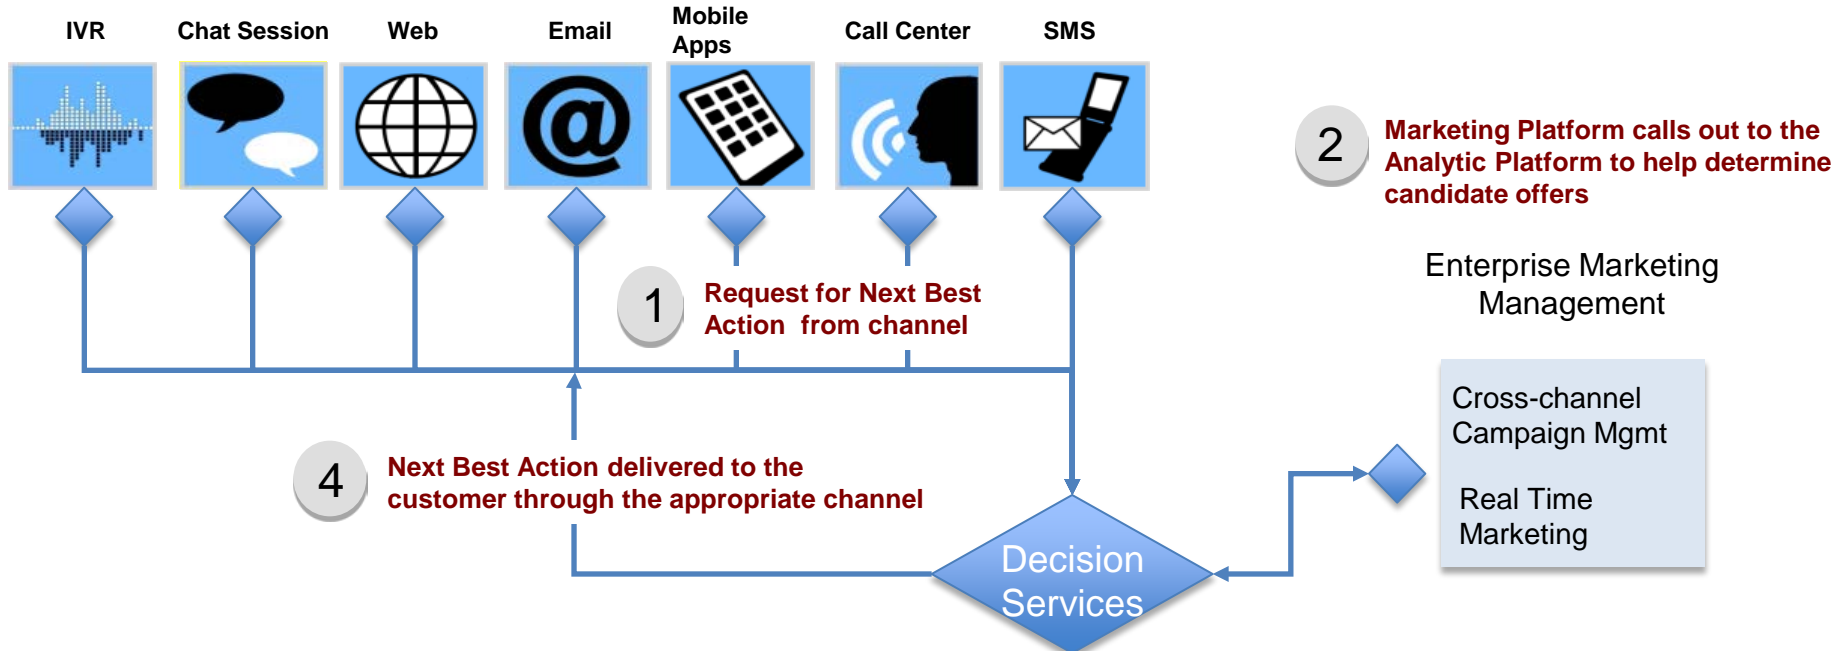 IVR
Chat Session
Web
Email
Mobile
Apps
Call Center
SMS
2
Marketing Platform calls out to the
Analytic Platform to help determine
candidate offers
Enterprise Marketing
Management
1
Request for Next Best
Action from channel
Cross-channel
Campaign Mgmt
Real Time
Marketing
4
Next Best Action delivered to the
customer through the appropriate channel
Decision
Services